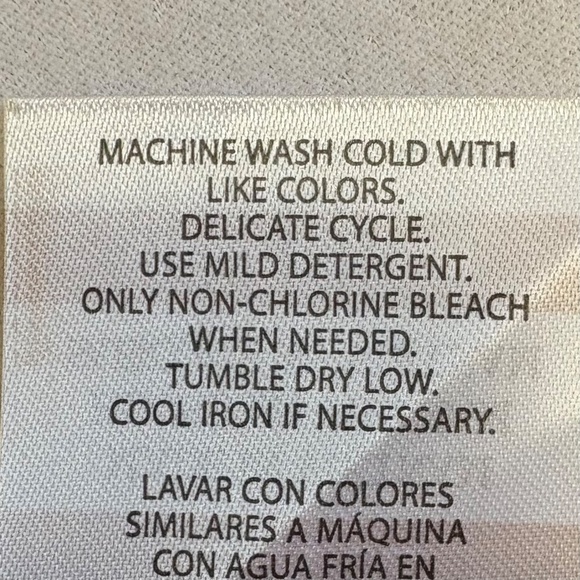 MACHINE WASH COLD WITH
LIKE COLORS.
DELICATE CYCLE.
USE MILD DETERGENT.
ONLY NON-CHLORINE BLEACH
WHEN NEEDED.
TUMBLE DRY LOW.
COOL IRON IF NECESSARY.
LAVAR CON COLORES
SIMILARES A MÁQUINA
CON AGUA FRÍA EN